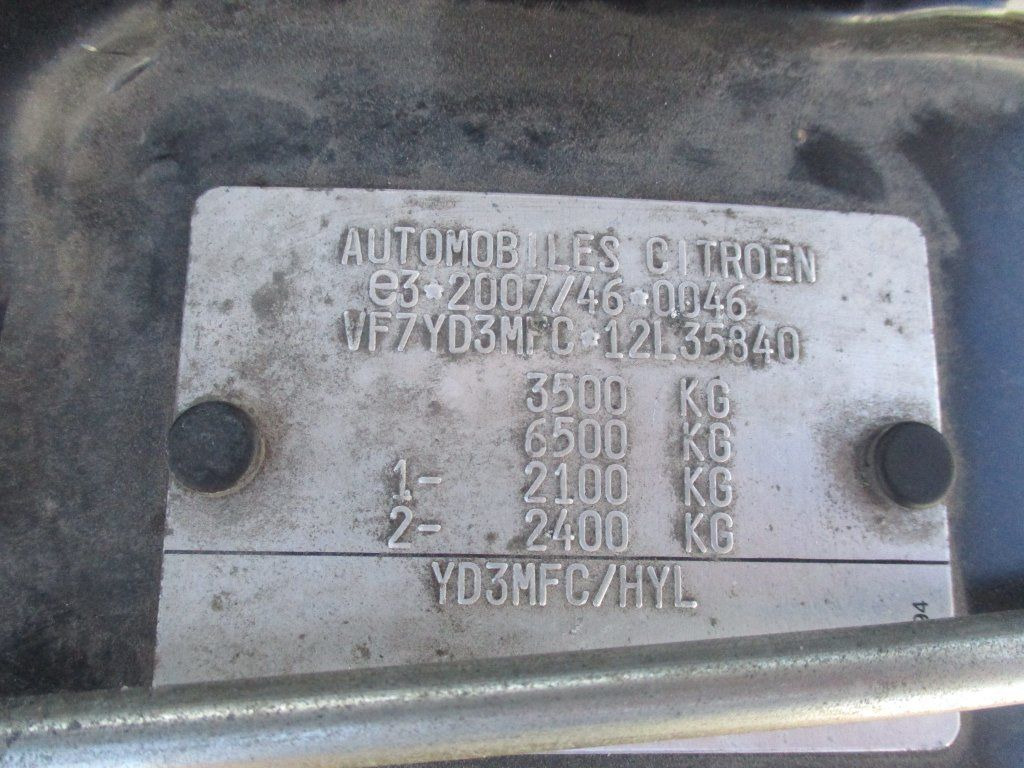 AUTOMOBILES CITROEN
e3*2007/46*0046
VF7YD3MFC*12L35840
3500 KG
6500 KG
1- 2100 KG
2- 2400 KG
YD3MFC/HYL
94